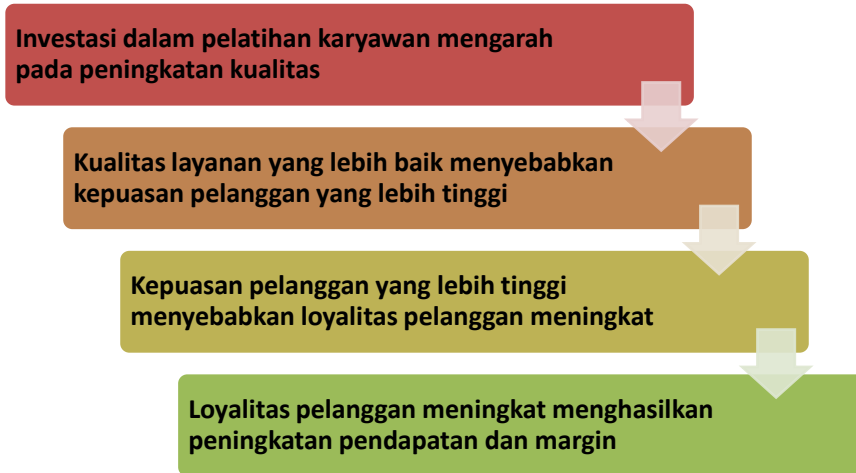 Investasi dalam pelatihan karyawan mengarah
pada peningkatan kualitas
Kualitas layanan yang lebih baik menyebabkan
kepuasan pelanggan yang lebih tinggi
Kepuasan pelanggan yang lebih tinggi
menyebabkan loyalitas pelanggan meningkat
Loyalitas pelanggan meningkat menghasilkan
peningkatan pendapatan dan margin